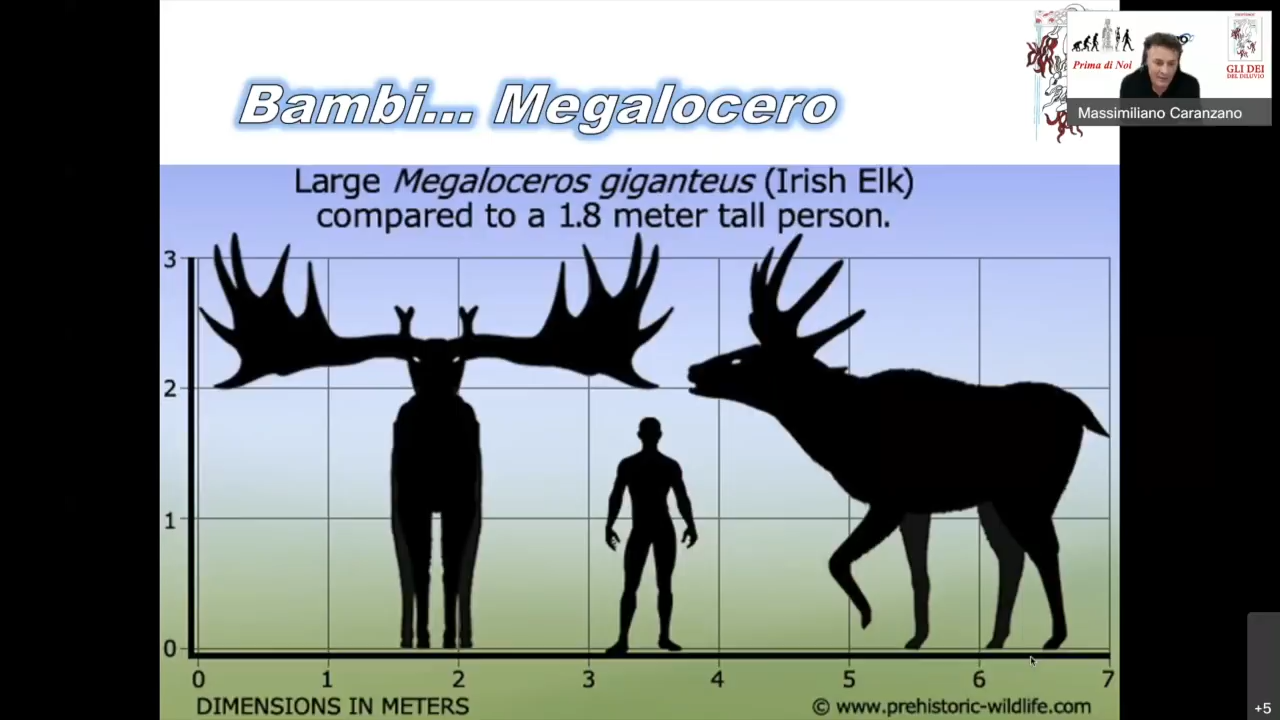 Bambi... Megalocero
Prima di Noi
GLI DEI
DEL DILUVIO
Massimiliano Caranzano
Large Megaloceros giganteus (Irish Elk)
compared to a 1.8 meter tall person.
3
2
1
0
0 1 2 3 4 5 6 7
DIMENSIONS IN METERS
© www.prehistoric-wildlife.com
+5